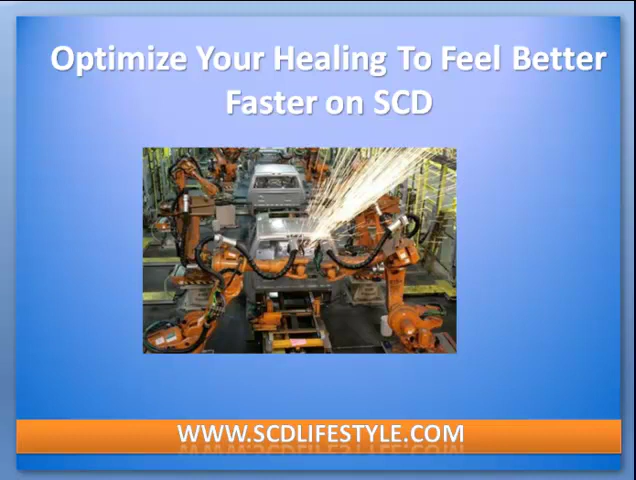 Optimize Your Healing To Feel Better
Faster on SCD
WWW.SCDLIFESTYLE.COM